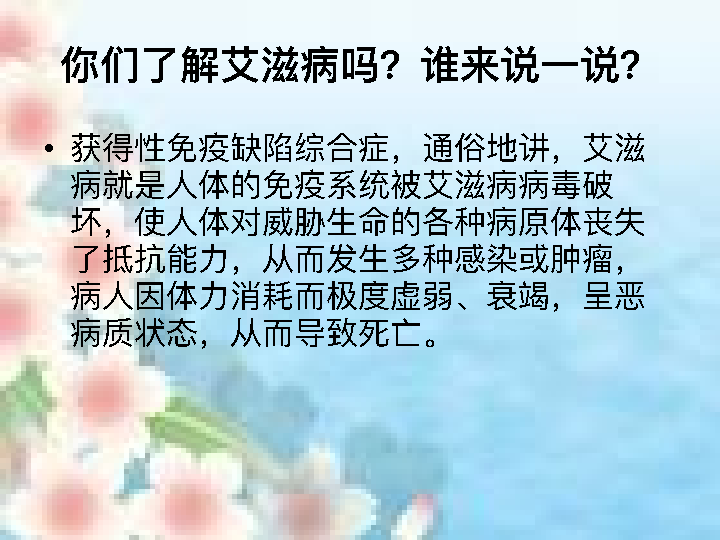 你们了解艾滋病吗？谁来说一说？
• 获得性免疫缺陷综合症，通俗地讲，艾滋
病就是人体的免疫系统被艾滋病病毒破
坏，使人体对威胁生命的各种病原体丧失
了抵抗能力，从而发生多种感染或肿瘤，
病人因体力消耗而极度虚弱、衰竭，呈恶
病质状态，从而导致死亡。